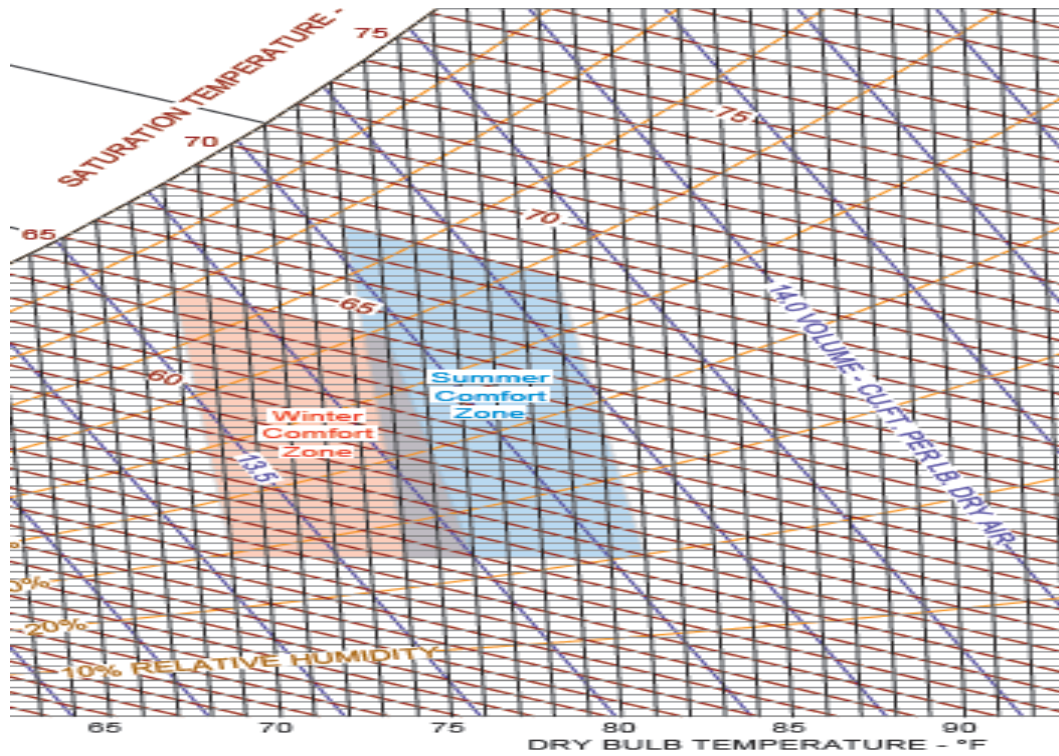 SATURATION TEMPERATURE -
75
70
65
75
70
65
60
Summer
Comfort
Zone
Winter
Comfort
Zone
13.5
14.0 VOLUME - CU.FT. PER LB. DRY AIR
%
0%
20%
10% RELATIVE HUMIDITY
65
70
75
80
85
90
DRY BULB TEMPERATURE - °F